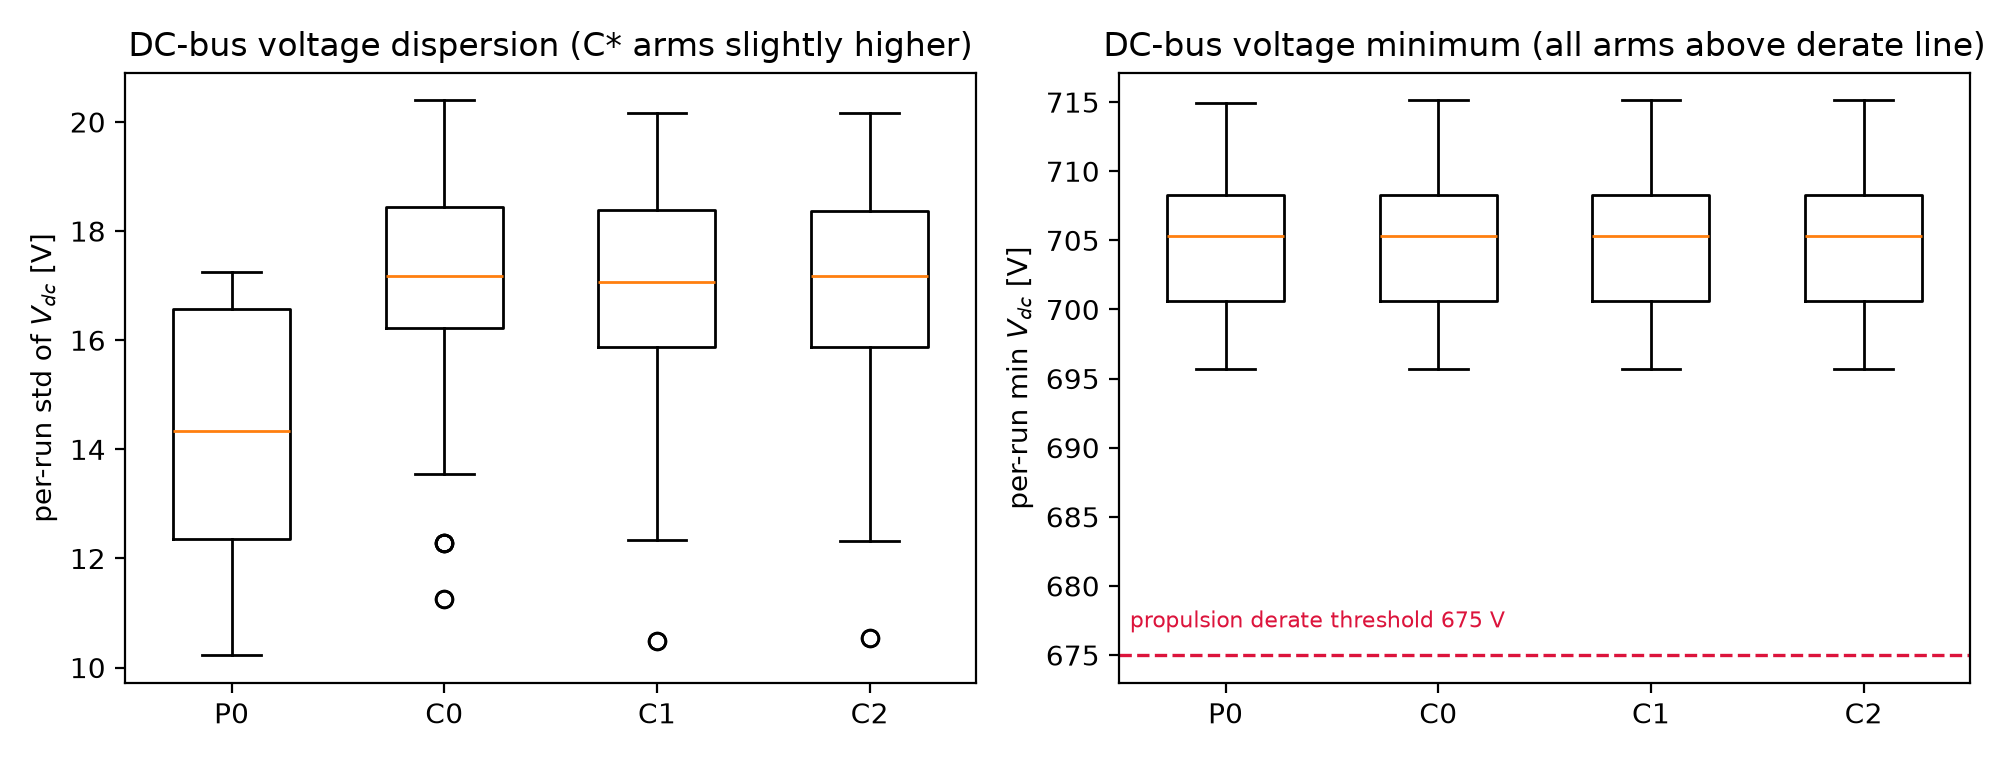 DC-bus voltage dispersion (C* arms slightly higher)
per-run std of V_dc [V]
20
18
16
14
12
10
P0 C0 C1 C2
DC-bus voltage minimum (all arms above derate line)
per-run min V_dc [V]
715
710
705
700
695
690
685
680
675
propulsion derate threshold 675 V
P0 C0 C1 C2